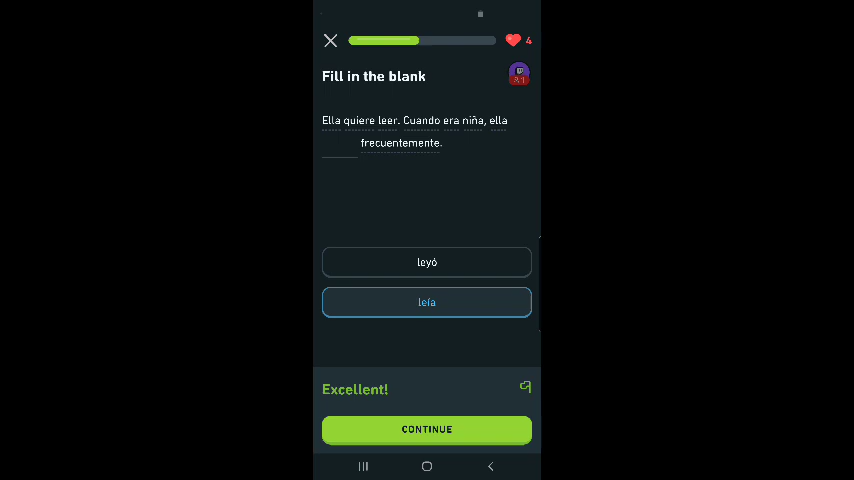 4
Fill in the blank
Ella quiere leer. Cuando era niña, ella
frecuentemente.
leyó
leía
Excellent!
CONTINUE